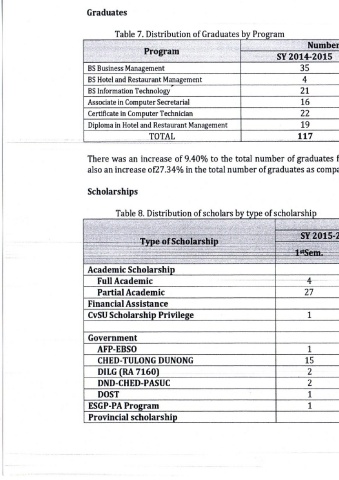 Graduates
Table 7. Distribution of Graduates by Program
Program
Number
SY 2014-2015
BS Business Management 35
BS Hotel and Restaurant Management 4
BS Information Technology 21
Associate in Computer Secretarial 16
Certificate in Computer Technician 22
Diploma in Hotel and Restaurant Management 19
TOTAL 117
There was an increase of 9.40% to the total number of graduates f
also an increase of27.34% in the total number of graduates as compa
Scholarships
Table 8. Distribution of scholars by type of scholarship
Type of Scholarship
SY 2015-2
1stSem.
Academic Scholarship
Full Academic 4
Partial Academic 27
Financial Assistance
CvSU Scholarship Privilege 1
Government
AFP-EBSO 1
CHED-TULONG DUNONG 15
DILG (RA 7160) 2
DND-CHED-PASUC 2
DOST 1
ESGP-PA Program 1
Provincial scholarship